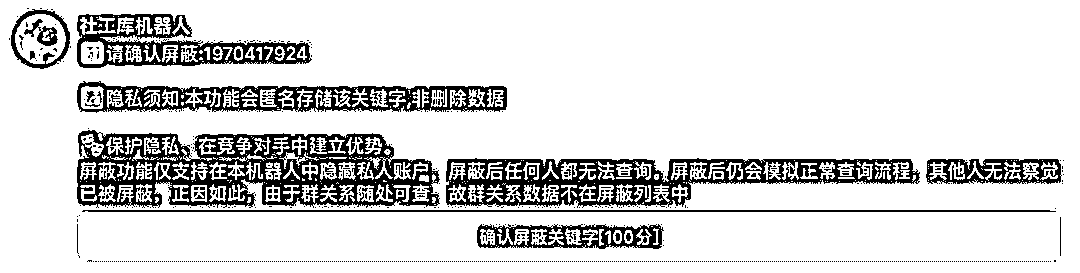 社工库机器人
请确认屏蔽:1970417924
隐私须知:本功能会匿名存储该关键字,非删除数据
保护隐私、在竞争对手中建立优势。
屏蔽功能仅支持在本机器人中隐藏私人账户，屏蔽后任何人都无法查询。屏蔽后仍会模拟正常查询流程，其他人无法察觉
已被屏蔽。正因如此，由于群关系随处可查，故群关系数据不在屏蔽列表中
确认屏蔽关键字[100分]